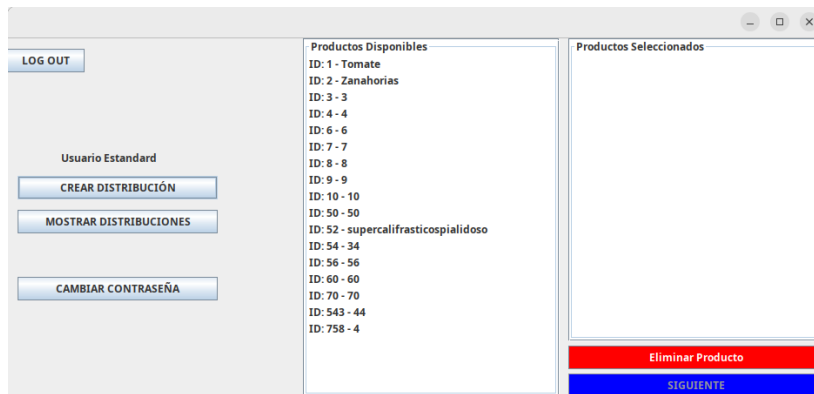 LOG OUT
Usuario Estandard
CREAR DISTRIBUCIÓN
MOSTRAR DISTRIBUCIONES
CAMBIAR CONTRASEÑA
Productos Disponibles
ID: 1 - Tomate
ID: 2 - Zanahorias
ID: 3 - 3
ID: 4 - 4
ID: 6 - 6
ID: 7 - 7
ID: 8 - 8
ID: 9 - 9
ID: 10 - 10
ID: 50 - 50
ID: 52 - supercalifrasticospialidoso
ID: 54 - 34
ID: 56 - 56
ID: 60 - 60
ID: 70 - 70
ID: 543 - 44
ID: 758 - 4
Productos Seleccionados
Eliminar Producto
SIGUIENTE